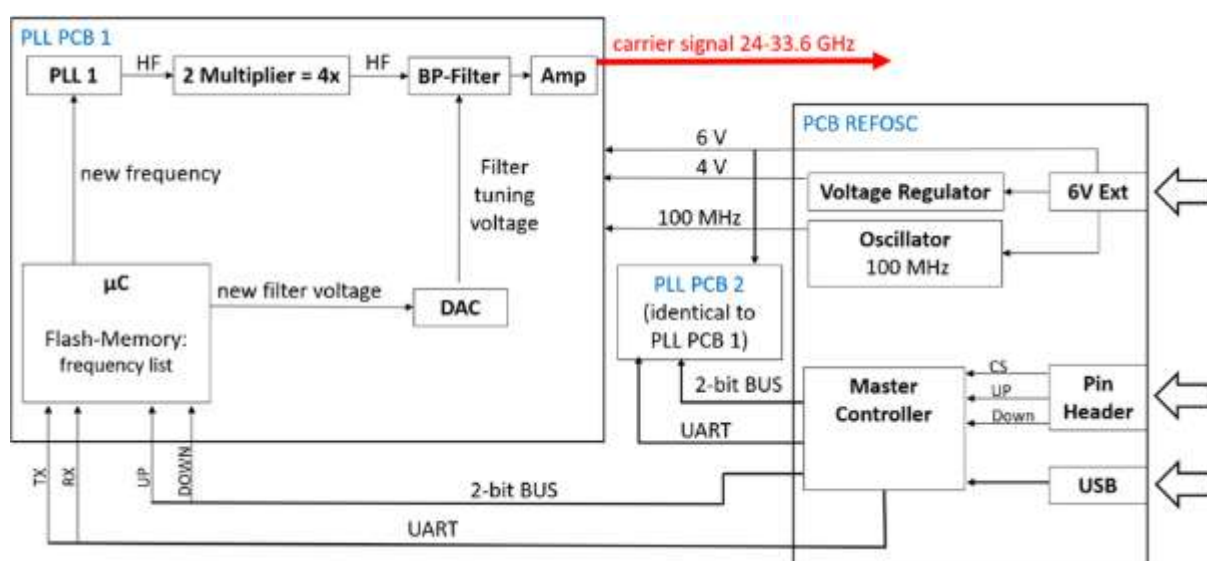 PLL PCB 1
carrier signal 24-33.6 GHz
PLL 1
HF
2 Multiplier = 4x
HF
BP-Filter
Amp
new frequency
Filter
tuning
voltage
µC
Flash-Memory:
frequency list
new filter voltage
DAC
TX
RX
UP
DOWN
6 V
4 V
100 MHz
PLL PCB 2
(identical to
PLL PCB 1)
2-bit BUS
UART
2-bit BUS
UART
PCB REFOSC
Voltage Regulator
6V Ext
Oscillator
100 MHz
Master
Controller
CS
UP
Down
Pin
Header
USB